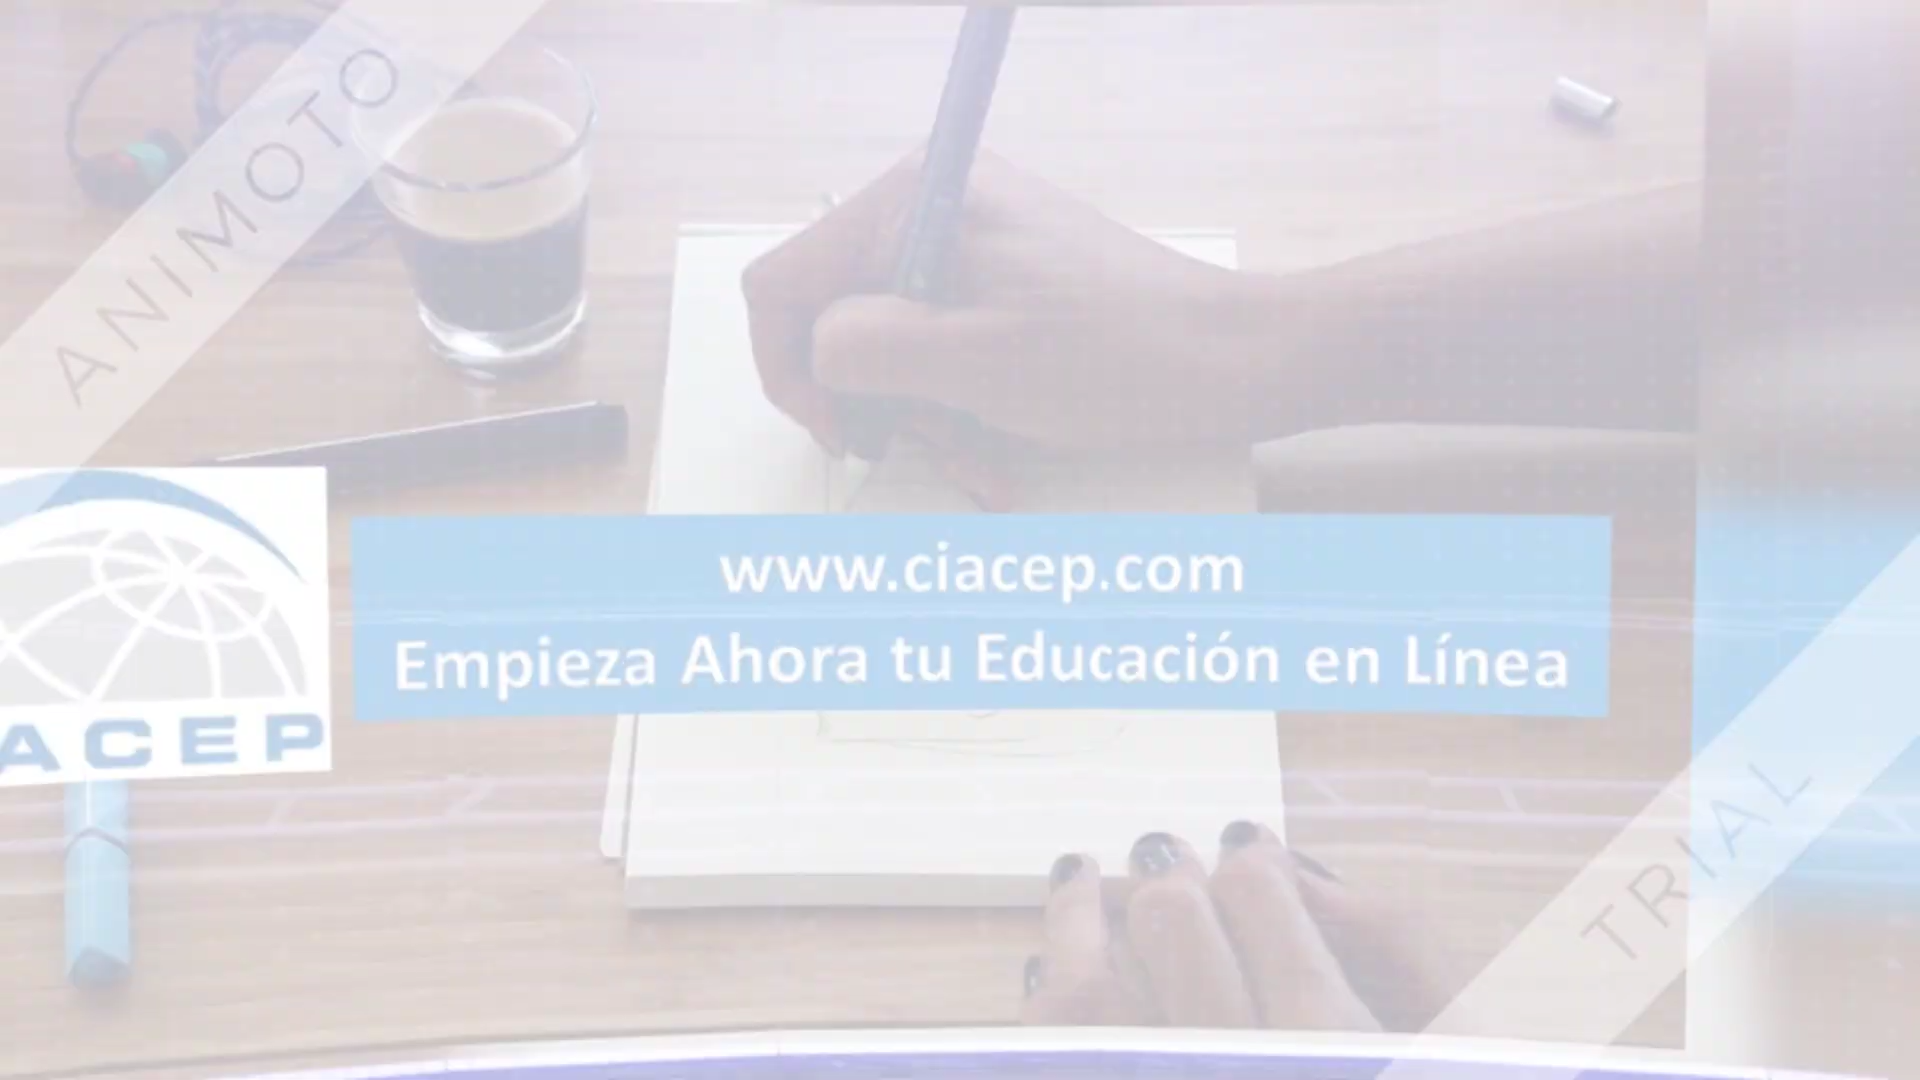 ANIMOTO
ACEP
www.ciacep.com
Empieza Ahora tu Educación en Línea
TRIAL